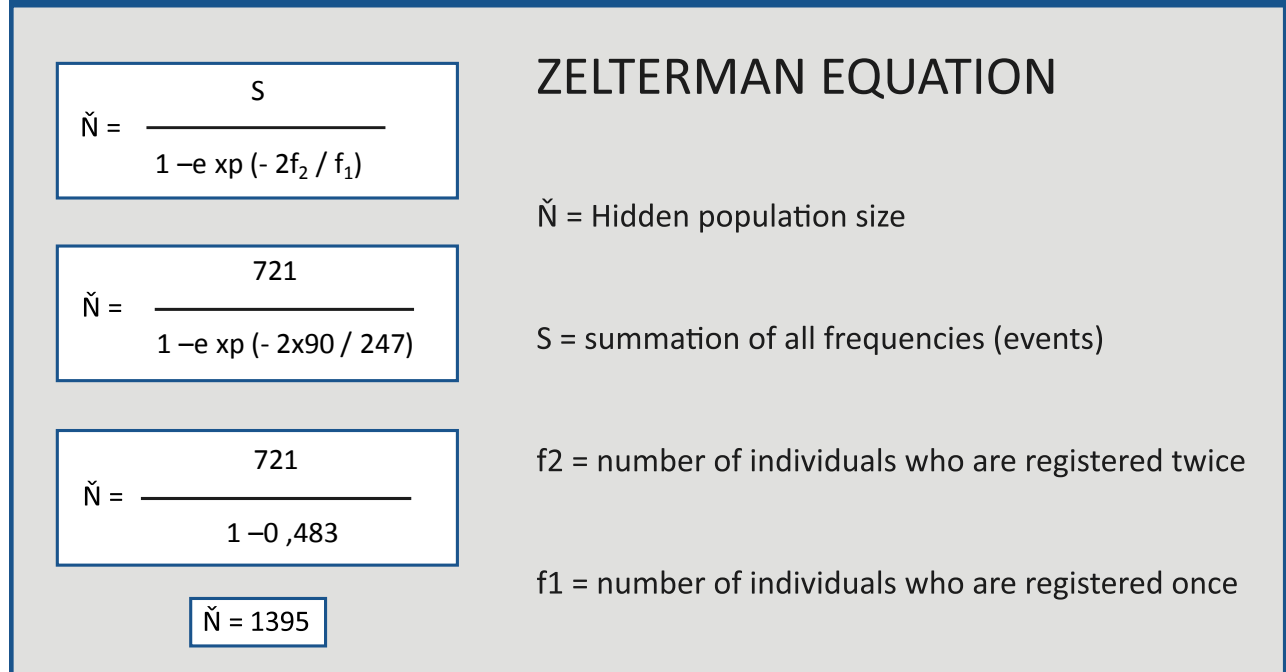 ZELTERMAN EQUATION
S
Ň =
1 –e xp (- 2f₂ / f₁)
721
Ň =
1 –e xp (- 2x90 / 247)
721
Ň =
1 –0 ,483
Ň = 1395
Ň = Hidden population size
S = summation of all frequencies (events)
f2 = number of individuals who are registered twice
f1 = number of individuals who are registered once